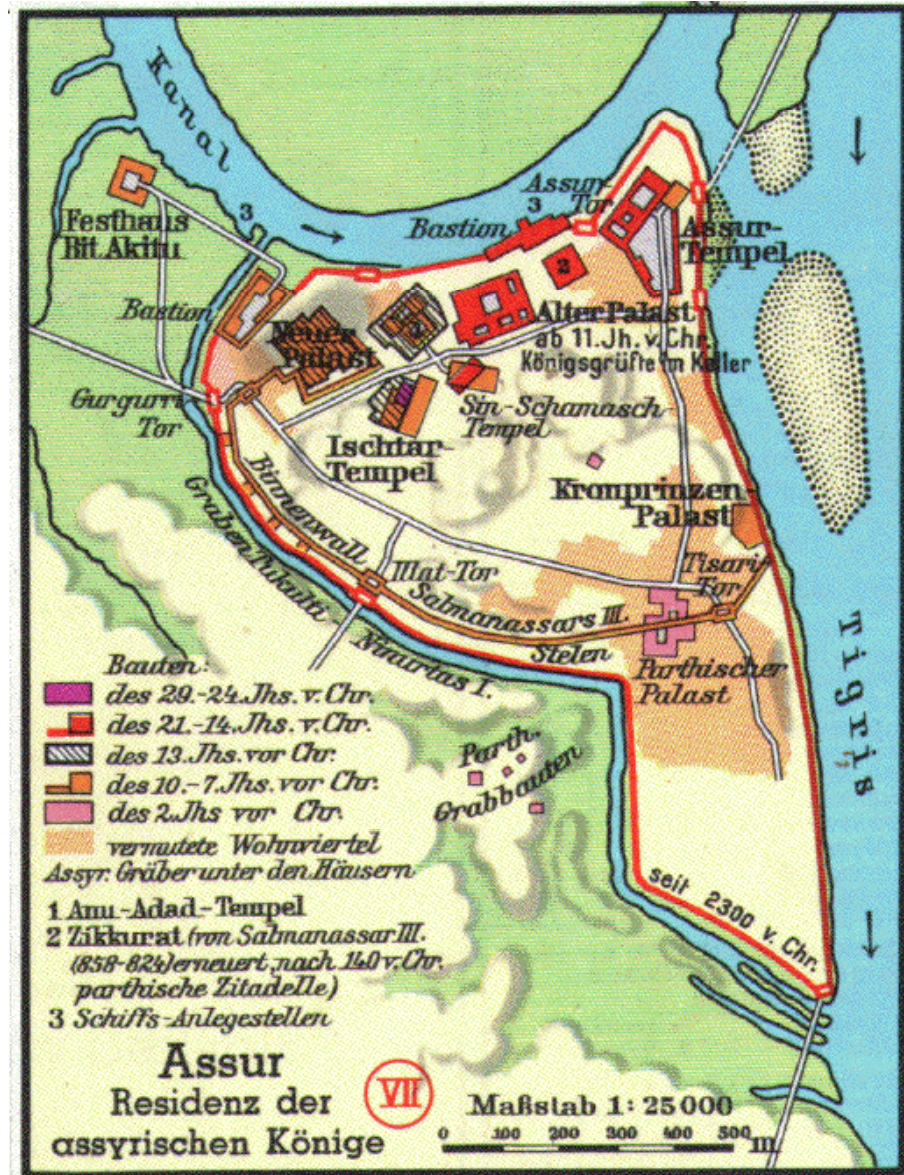 Kanal
Festhaus
Bit Akitu
3
Bastion
Assur-
Tor
3
Bastion
Assur-
Tempel
2
Alter Palast
ab 11. Jh. v. Chr.
Königsgrüfte im Keller
Neuer
Palast
1
Bastion
Gurgurri
Tor
Sin-Schamasch-
Tempel
Ischtar-
Tempel
Kronprinzen-
Palast
Binnenwall
Salmanassars III.
Graben Tukulti-Ninurtas I.
Illat-Tor
Tisari-
Tor
Stelen
Parthischer
Palast
Tigris
Parth.
Grabbauten
seit 2300 v. Chr.
Bauten:
des 29.-24. Jhs. v. Chr.
des 21.-14. Jhs. v. Chr.
des 13. Jhs. vor Chr.
des 10.-7. Jhs. vor Chr.
des 2. Jhs vor Chr.
vermutete Wohnviertel
Assyr. Gräber unter den Häusern
1 Anu-Adad-Tempel
2 Zikkurat (von Salmanassar III.
(858-824) erneuert, nach 140 v. Chr.
parthische Zitadelle)
3 Schiffs-Anlegestellen
Assur
Residenz der
assyrischen Könige
VII
Maßstab 1: 25 000
0 100 200 300 400 500 m